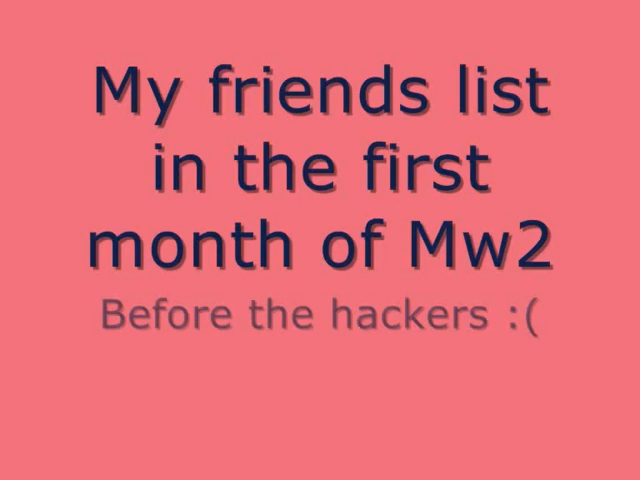 My friends list
in the first
month of Mw2
Before the hackers :(